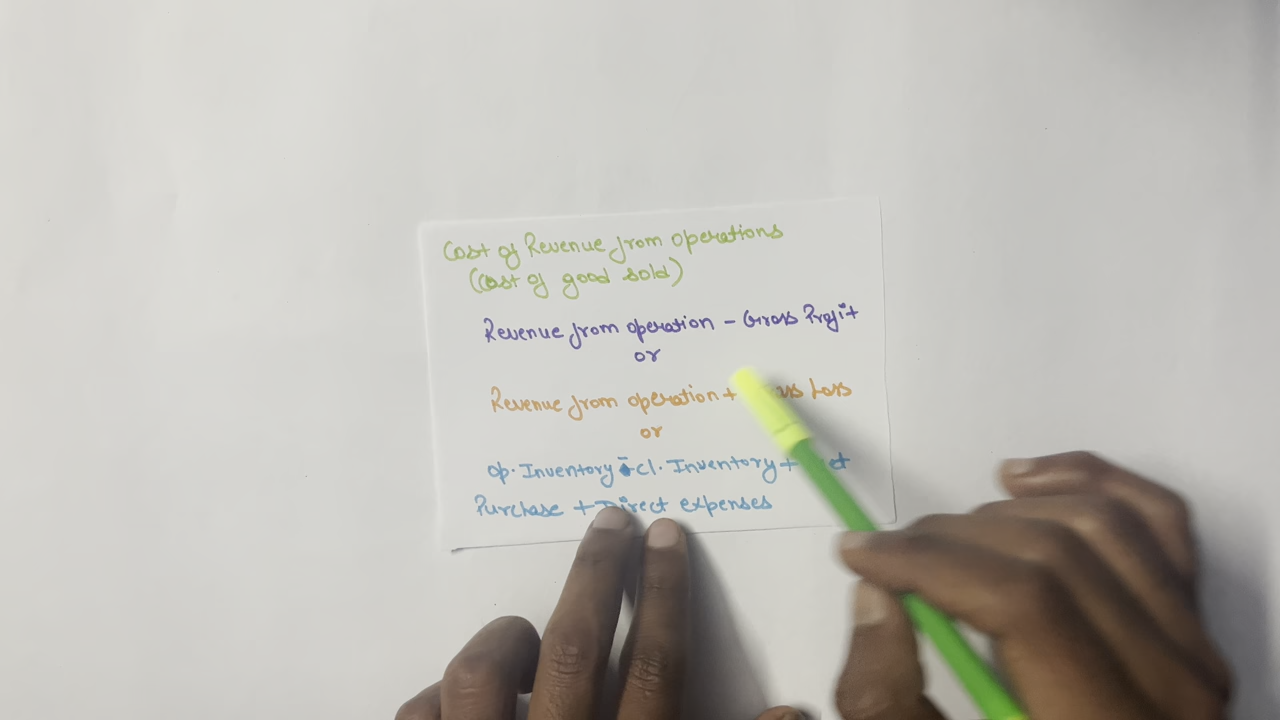 Cost of Revenue from operations
(Cost of good sold)
Revenue from operation - Gross Profit
or
Revenue from operation + Loss
or
op. Inventory - cl. Inventory +
Purchase + Direct expenses